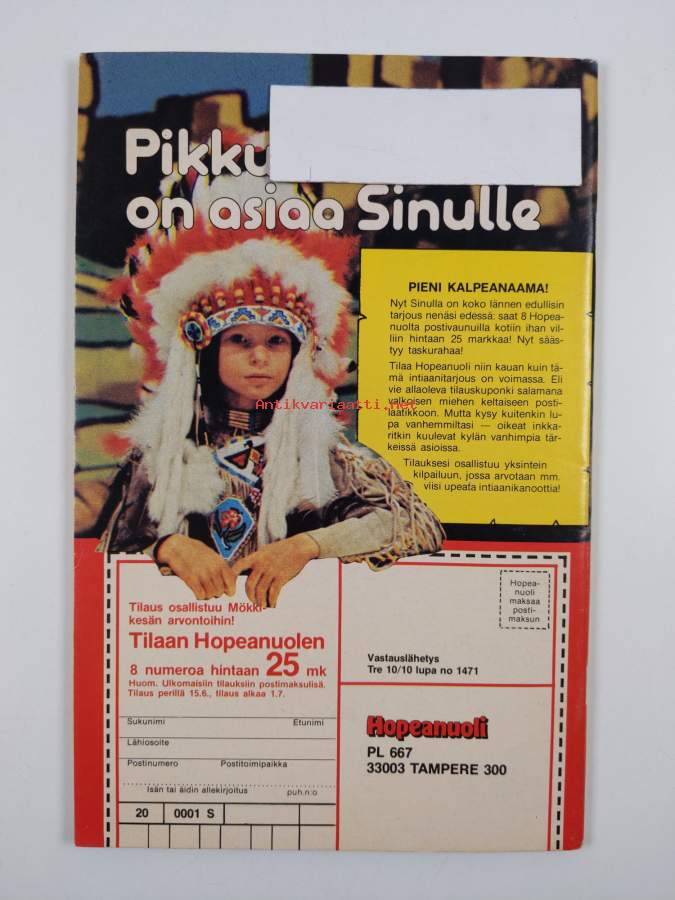 Pikku
on asiaa Sinulle
PIENI KALPEANAAMA!
Nyt Sinulla on koko lännen edullisin
tarjous nenäsi edessä: saat 8 Hopea-
nuolta postivaunuilla kotiin ihan vil-
liin hintaan 25 markkaa! Nyt sääs-
tyy taskurahaa!
Tilaa Hopeanuoli niin kauan kuin tä-
mä intiaanitarjous on voimassa. Eli
vie allaoleva tilauskuponki salamana
valkoisen miehen keltaiseen posti-
laatikkoon. Mutta kysy kuitenkin lu-
pa vanhemmiltasi — oikeat inkka-
ritkin kuulevat kylän vanhimpia tär-
keissä asioissa.
Tilauksesi osallistuu yksintein
kilpailuun, jossa arvotaan mm.
viisi upeata intiaanikanoottia!
Antikvariaatti.net
Tilaus osallistuu Mökki-
kesän arvontoihin!
Tilaan Hopeanuolen
8 numeroa hintaan 25 mk
Huom. Ulkomaisiin tilauksiin postimaksulisä.
Tilaus perillä 15.6., tilaus alkaa 1.7.
Sukunimi Etunimi
Lähiosoite
Postinumero Postitoimipaikka
Isän tai äidin allekirjoitus puh.n:o
20 0001 S
Hopea-
nuoli
maksaa
posti-
maksun
Vastauslähetys
Tre 10/10 lupa no 1471
Hopeanuoli
PL 667
33003 TAMPERE 300